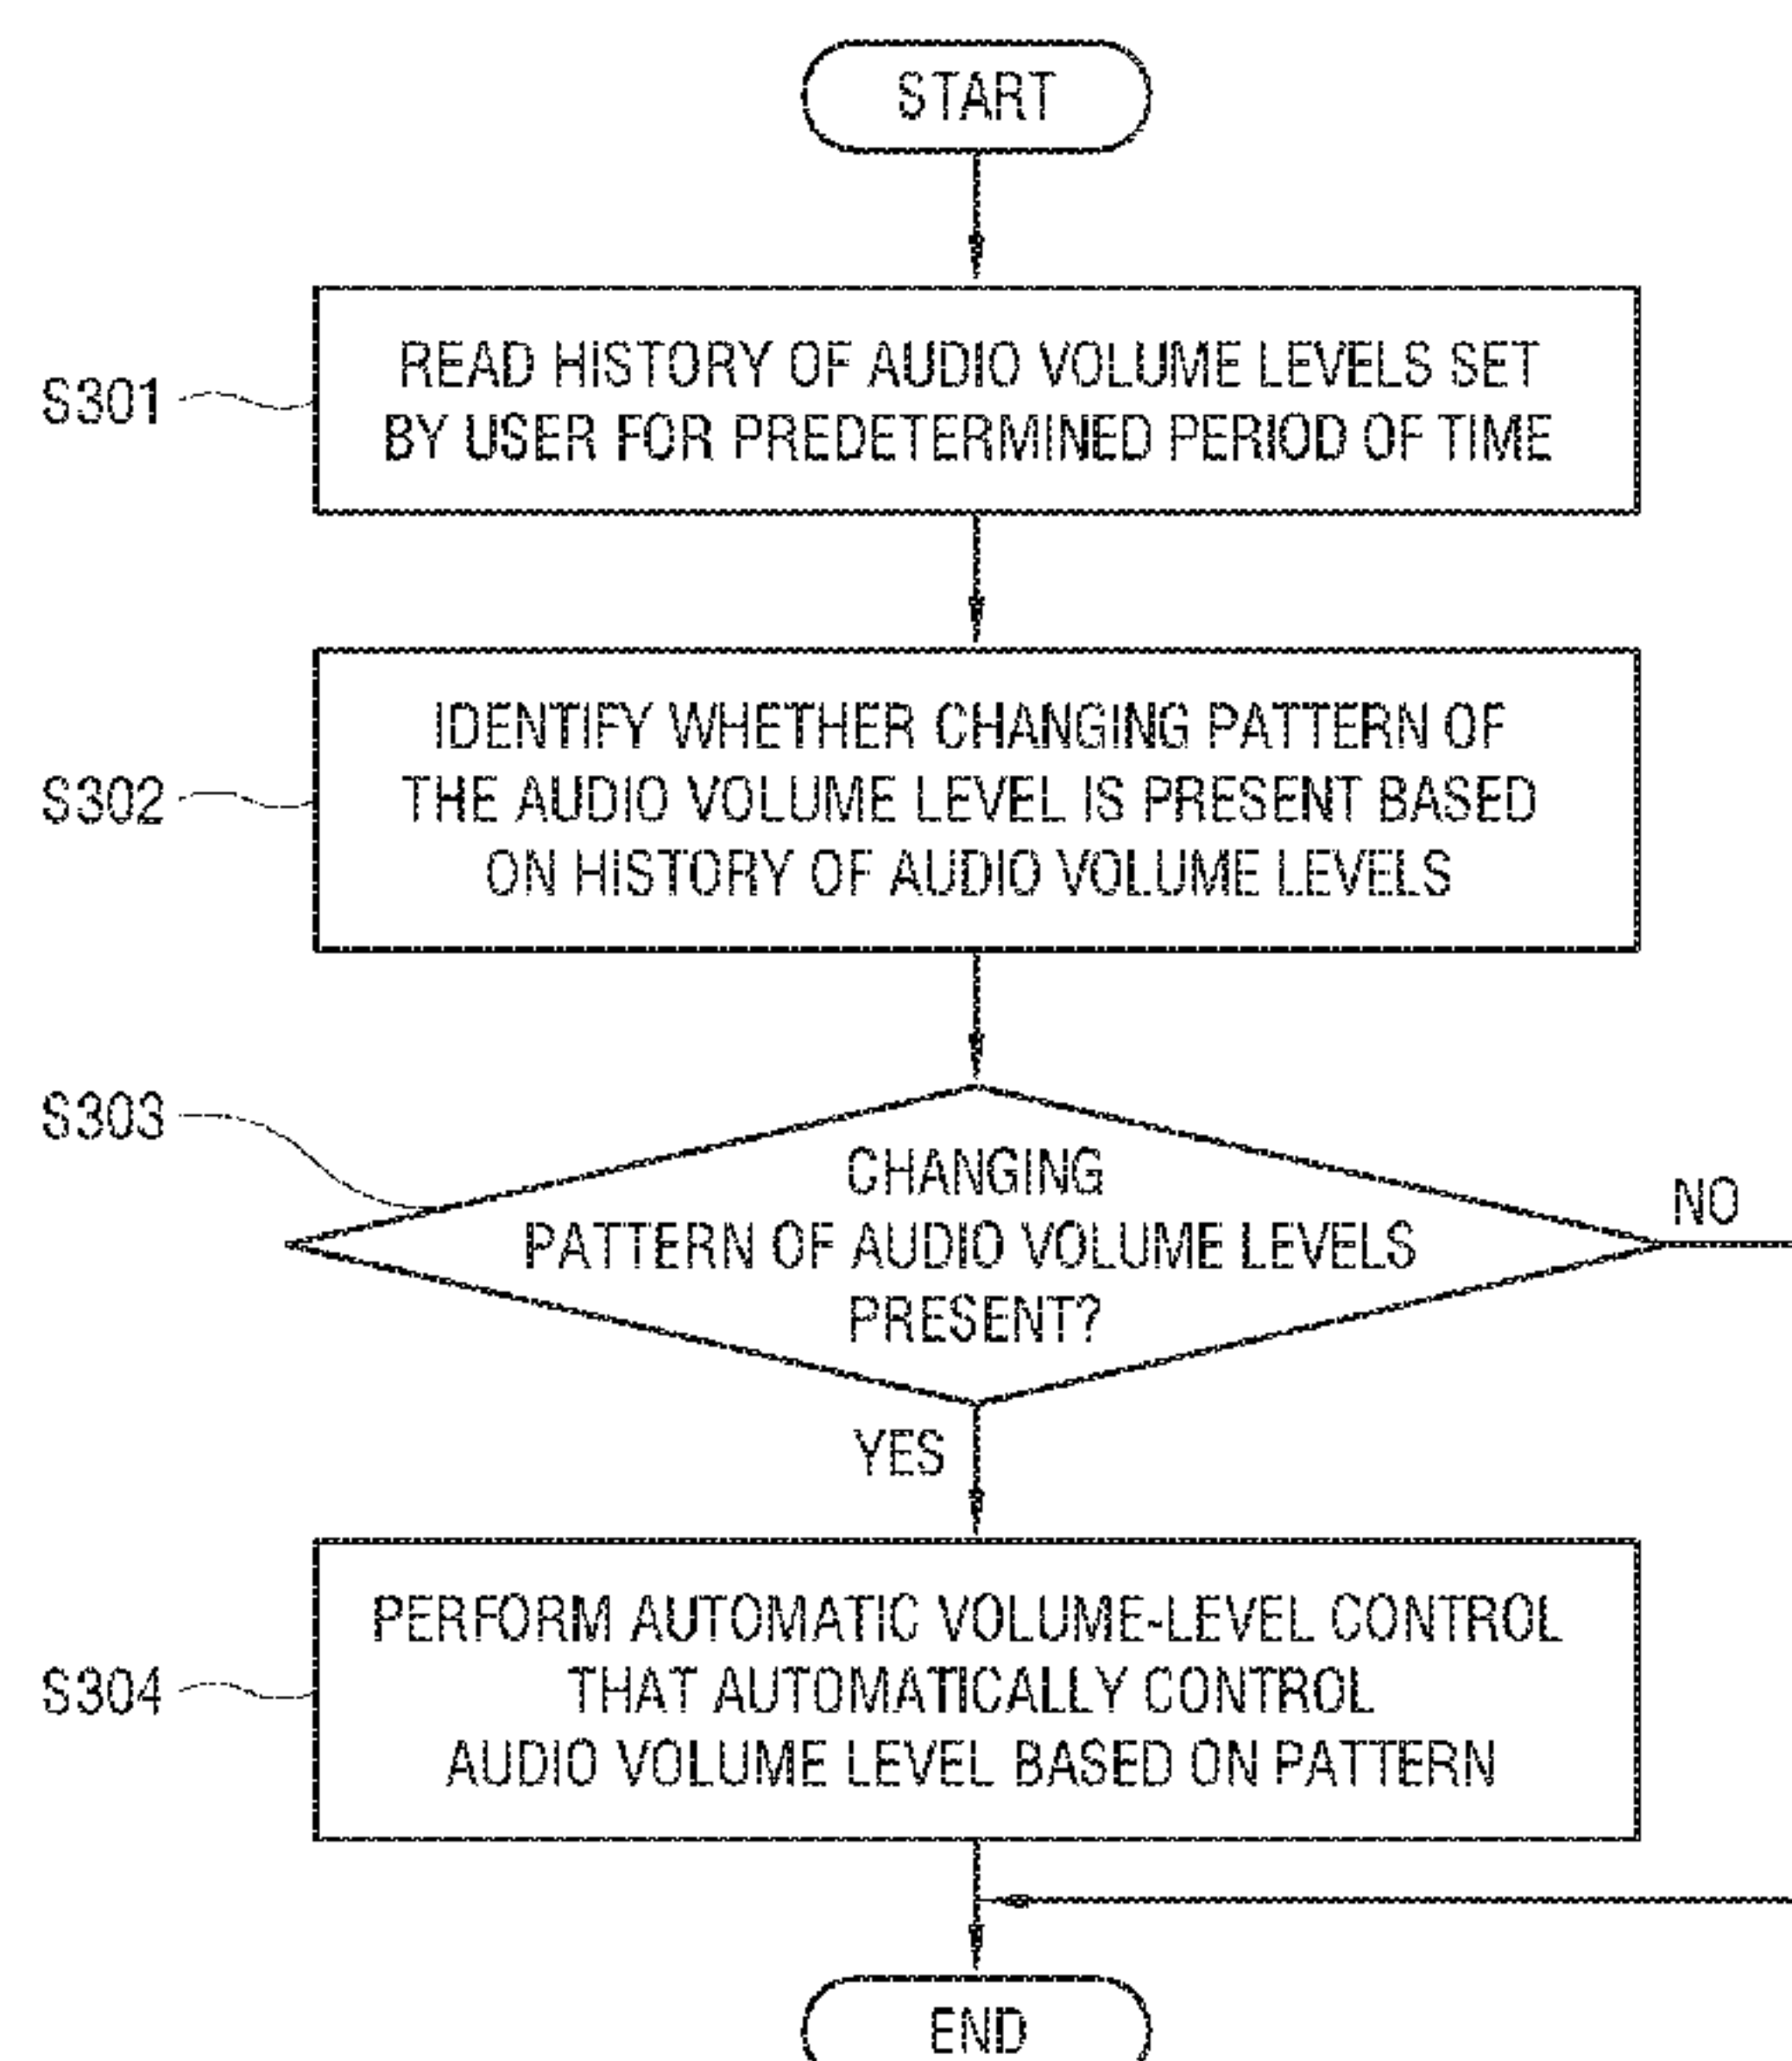 START
S301
READ HISTORY OF AUDIO VOLUME LEVELS SET
BY USER FOR PREDETERMINED PERIOD OF TIME
S302
IDENTIFY WHETHER CHANGING PATTERN OF
THE AUDIO VOLUME LEVEL IS PRESENT BASED
ON HISTORY OF AUDIO VOLUME LEVELS
S303
CHANGING
PATTERN OF AUDIO VOLUME LEVELS
PRESENT?
NO
YES
S304
PERFORM AUTOMATIC VOLUME-LEVEL CONTROL
THAT AUTOMATICALLY CONTROL
AUDIO VOLUME LEVEL BASED ON PATTERN
END